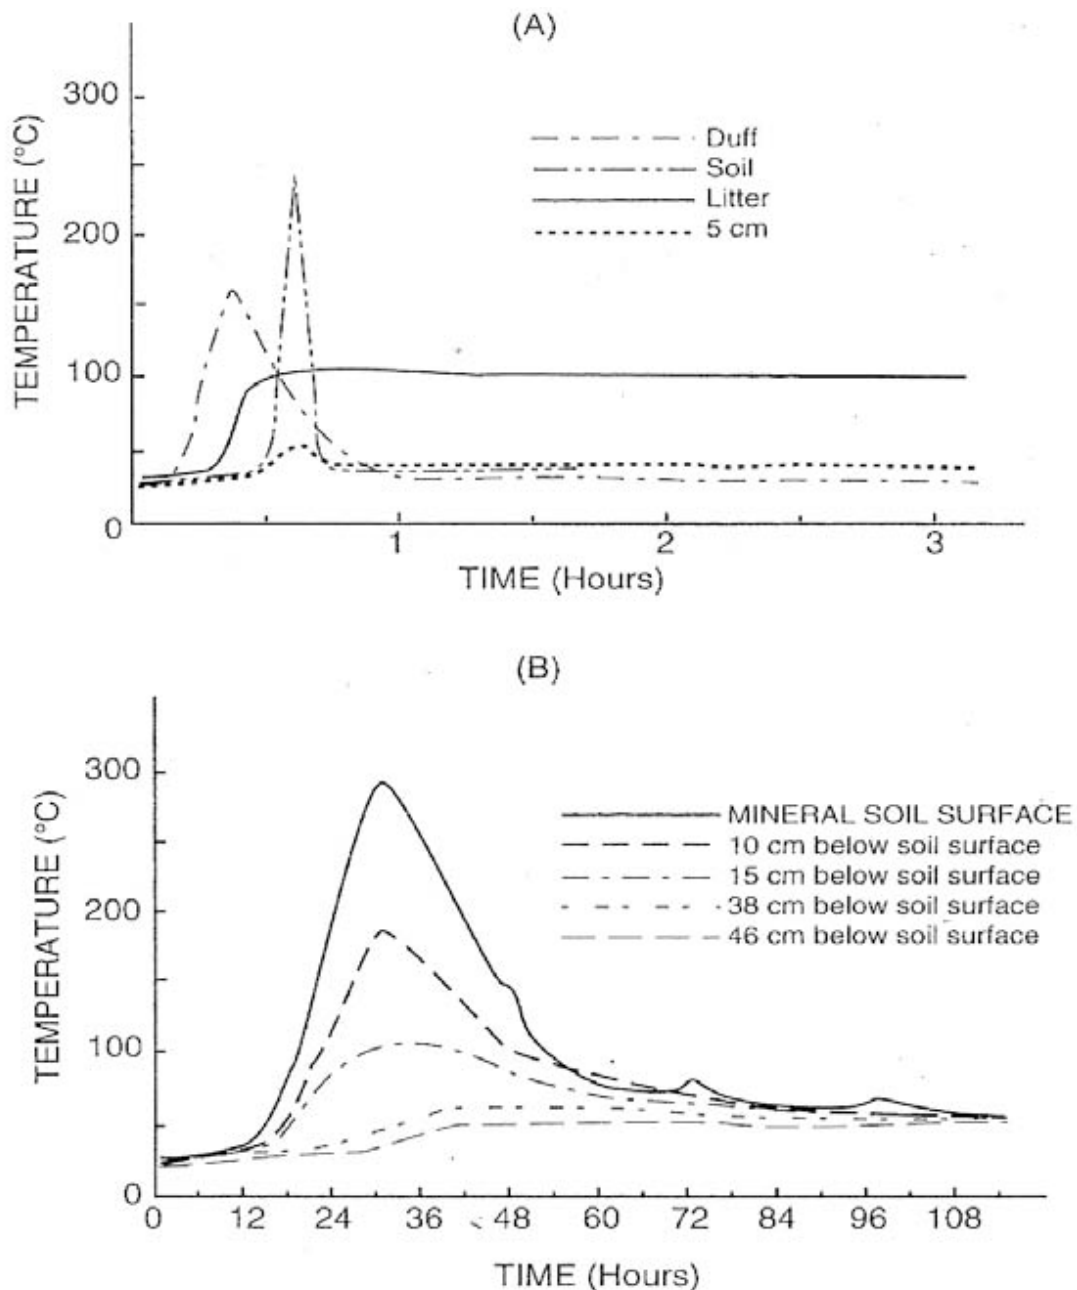 (A)
TEMPERATURE (°C)
300
200
100
0
Duff
Soil
Litter
5 cm
1 2 3
TIME (Hours)
(B)
TEMPERATURE (°C)
300
200
100
0
MINERAL SOIL SURFACE
10 cm below soil surface
15 cm below soil surface
38 cm below soil surface
46 cm below soil surface
0 12 24 36 48 60 72 84 96 108
TIME (Hours)